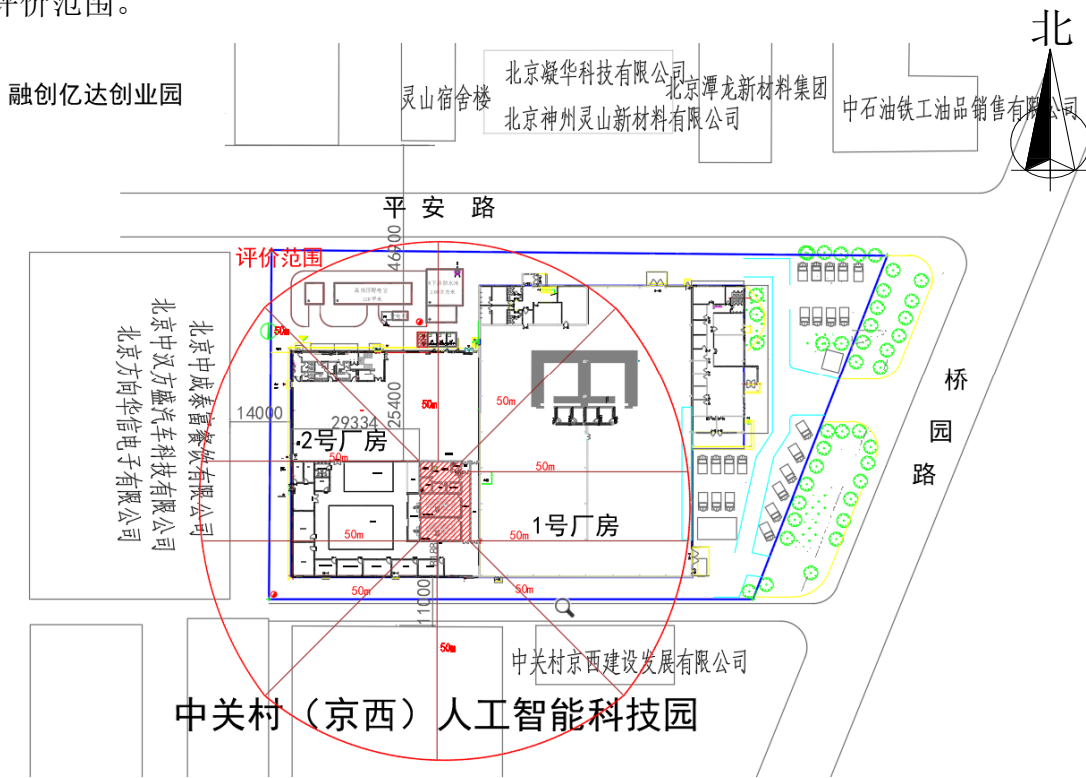 评价范围。
北
融创亿达创业园
灵山宿舍楼
北京凝华科技有限公司
北京神州灵山新材料有限公司
北京潭龙新材料集团
中石油铁工油品销售有限公司
平安路
46200
评价范围
50m
北京中成泰富餐饮有限公司
北京中汉方盛汽车科技有限公司
北京方向华信电子有限公司
14000
29334
25400
50m
50m
2号厂房
50m
50m
1号厂房
50m
50m
50m
50m
11000
50m
桥园路
中关村京西建设发展有限公司
中关村（京西）人工智能科技园